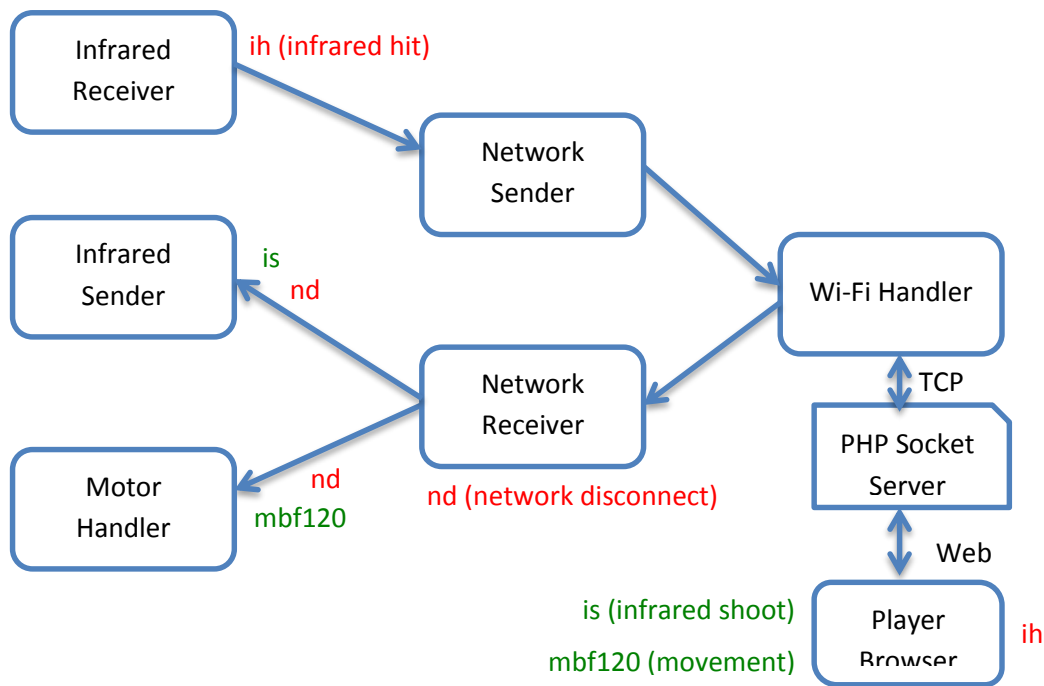 Infrared
Receiver
ih (infrared hit)
Network
Sender
Infrared
Sender
is
nd
Wi-Fi Handler
Network
Receiver
TCP
PHP Socket
Server
Motor
Handler
nd
mbf120
nd (network disconnect)
Web
is (infrared shoot)
mbf120 (movement)
Player
Browser
ih